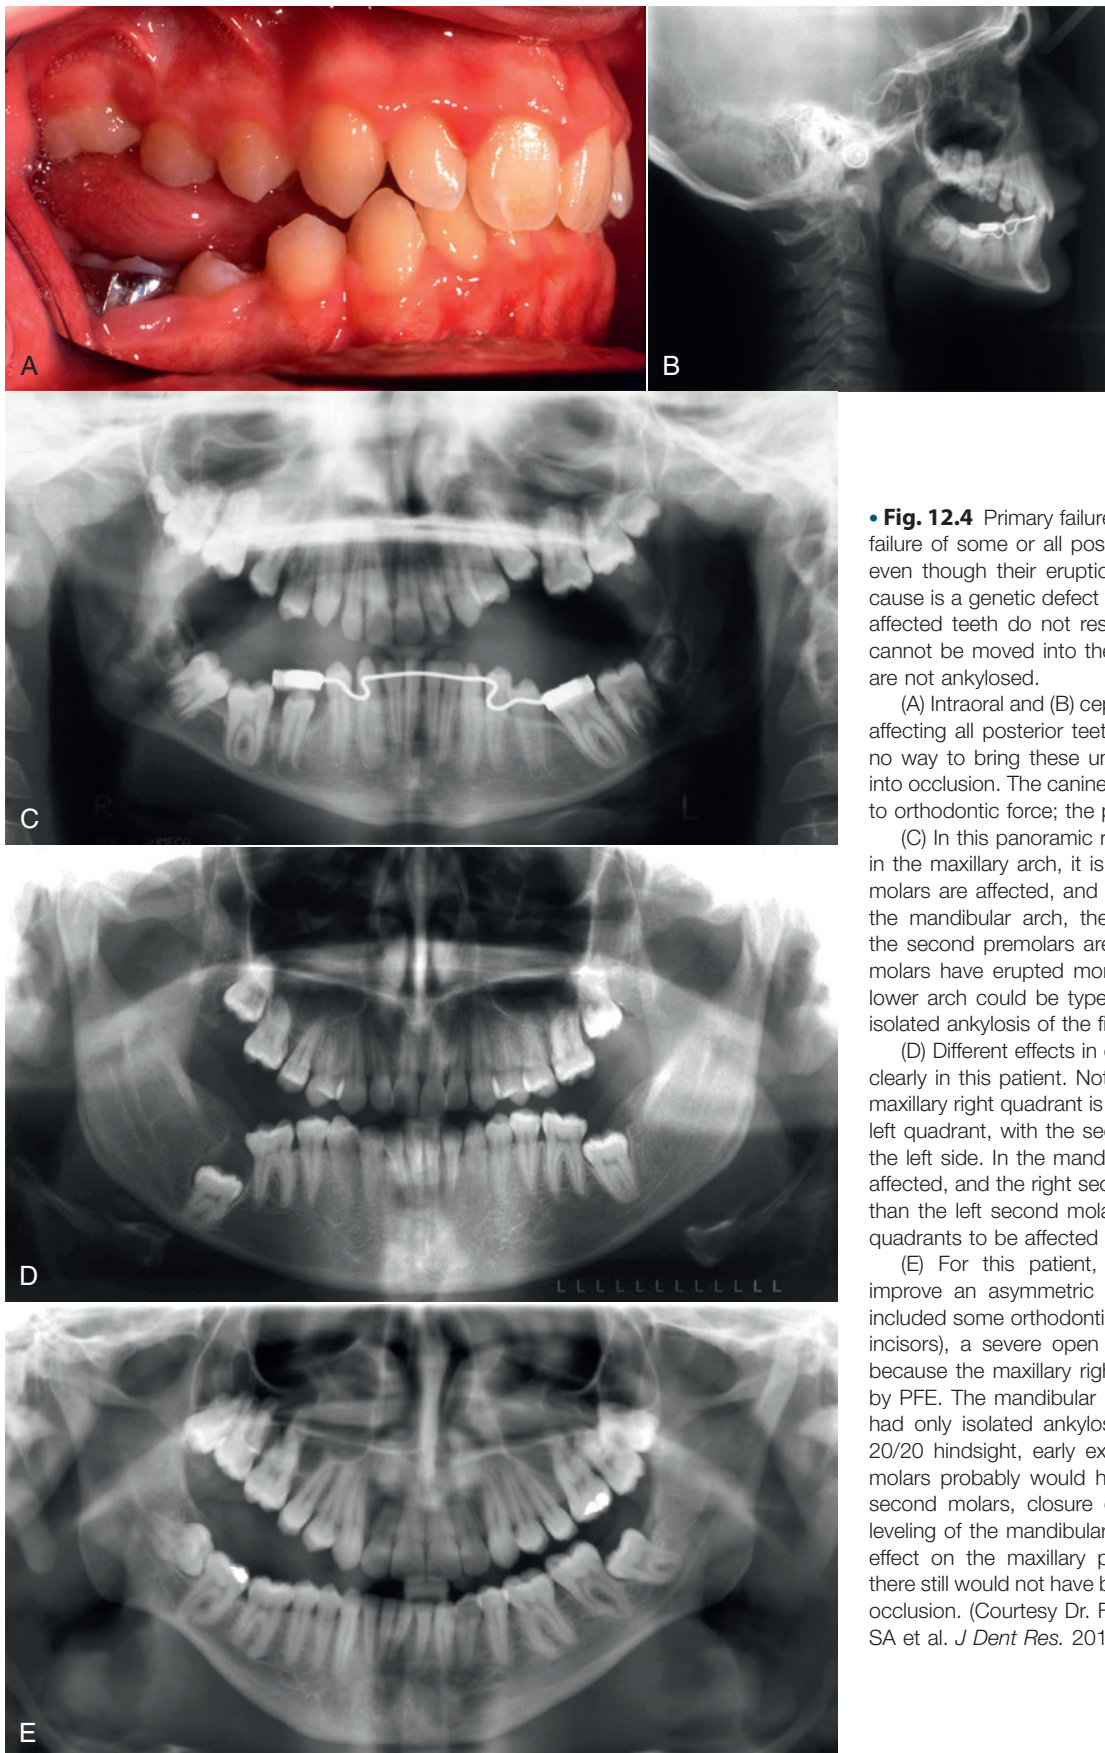 A
B
C
R
L
D
L L L L L L L L L L L L L
E
• Fig. 12.4 Primary failure
failure of some or all pos
even though their eruptio
cause is a genetic defect
affected teeth do not res
cannot be moved into the
are not ankylosed.
(A) Intraoral and (B) cep
affecting all posterior teet
no way to bring these un
into occlusion. The canine
to orthodontic force; the p
(C) In this panoramic r
in the maxillary arch, it is
molars are affected, and
the mandibular arch, the
the second premolars are
molars have erupted mor
lower arch could be type
isolated ankylosis of the fi
(D) Different effects in
clearly in this patient. Not
maxillary right quadrant is
left quadrant, with the sec
the left side. In the mand
affected, and the right sec
than the left second mola
quadrants to be affected
(E) For this patient,
improve an asymmetric
included some orthodonti
incisors), a severe open
because the maxillary righ
by PFE. The mandibular
had only isolated ankylos
20/20 hindsight, early ex
molars probably would h
second molars, closure
leveling of the mandibular
effect on the maxillary p
there still would not have b
occlusion. (Courtesy Dr. F
SA et al. J Dent Res. 201